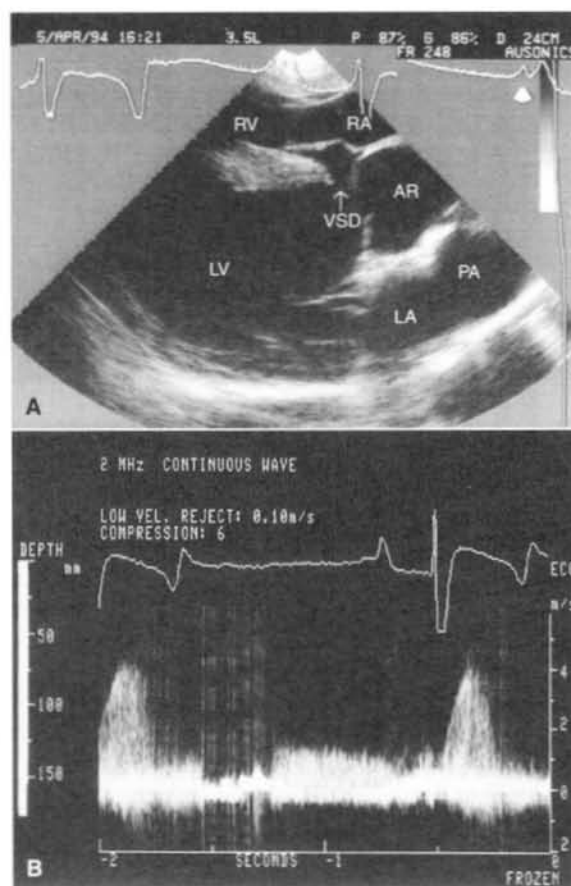 5/APR/94 16:21 3.5L P 87% G 86% D 24CM
FR 248 AUSONICS
RV RA
AR
VSD
LV
PA
LA
A
2 MHz CONTINUOUS WAVE
LOW VEL. REJECT: 0.10m/s
COMPRESSION: 6
DEPTH mm ECG
m/s
50
4
100
2
150
0
2
-2 SECONDS -1 0
B FROZEN